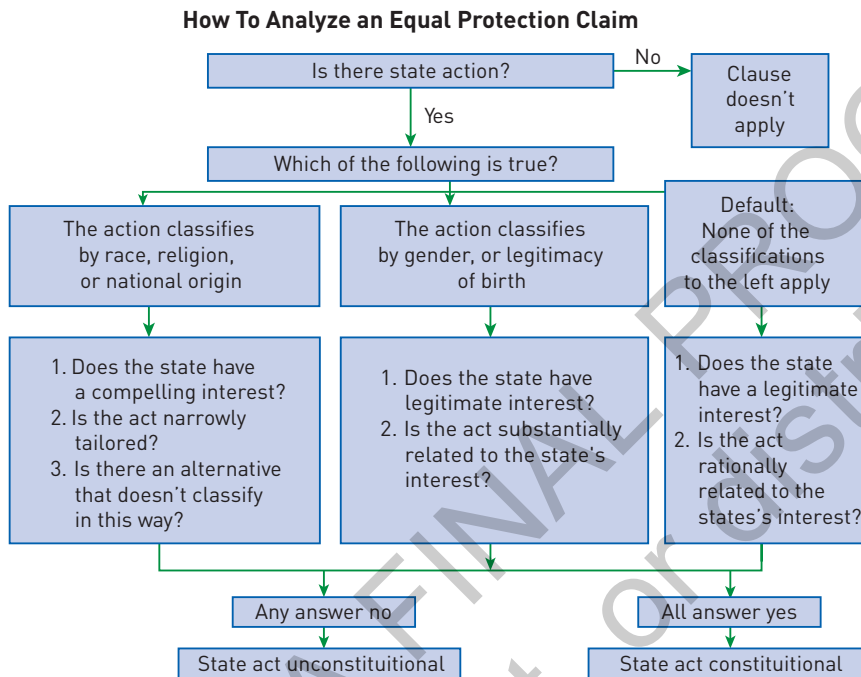 How To Analyze an Equal Protection Claim
Is there state action?
No
Clause
doesn't
apply
Yes
Which of the following is true?
The action classifies
by race, religion,
or national origin
The action classifies
by gender, or legitimacy
of birth
Default:
None of the
classifications
to the left apply
1. Does the state have
a compelling interest?
2. Is the act narrowly
tailored?
3. Is there an alternative
that doesn't classify
in this way?
1. Does the state have
legitimate interest?
2. Is the act substantially
related to the state's
interest?
1. Does the state
have a legitimate
interest?
2. Is the act
rationally
related to the
states's interest?
Any answer no
All answer yes
State act unconstituitional
State act constitutional
FINAL
or